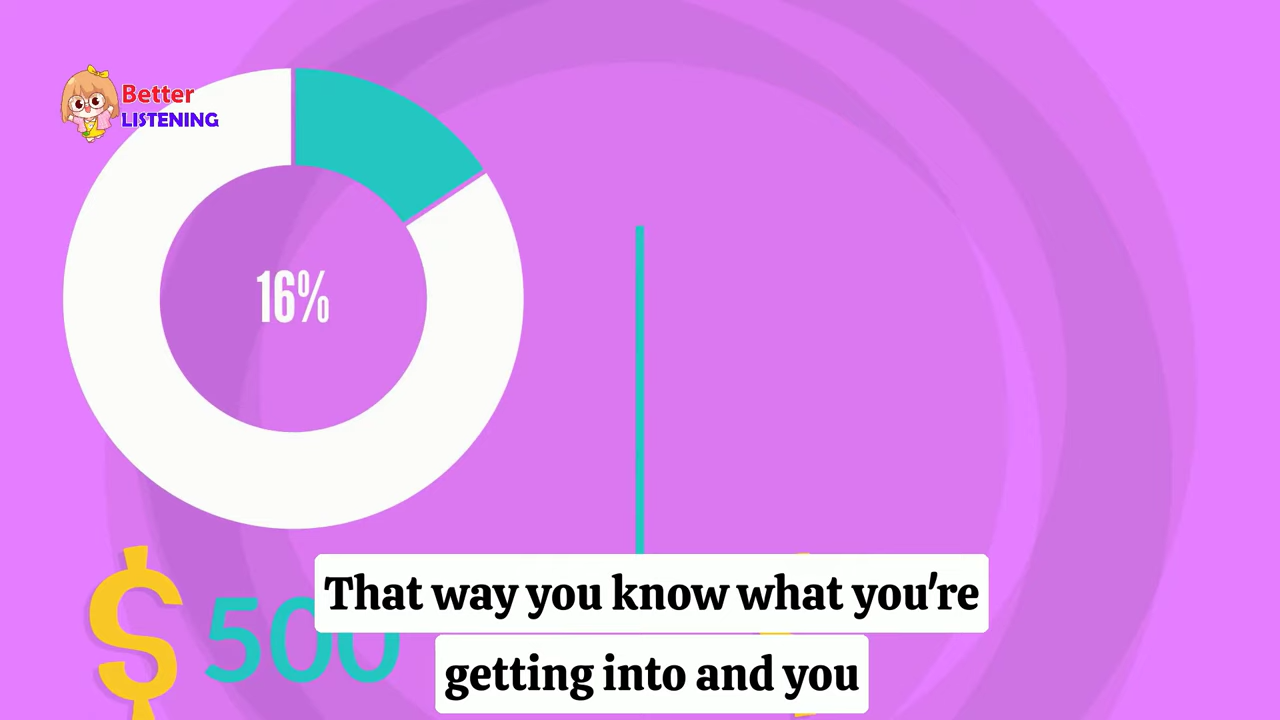 Better
LISTENING
16%
$500
That way you know what you're
getting into and you